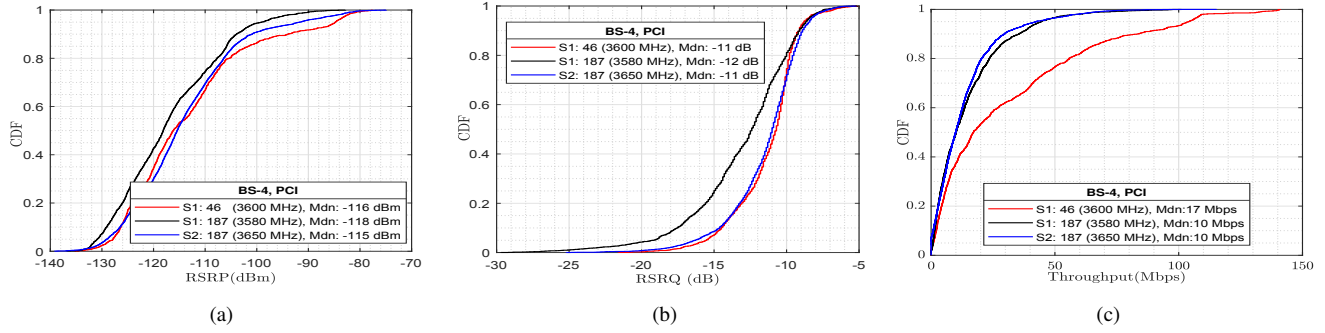 1
0.8
0.6
0.4
0.2
0
CDF
BS-4, PCI
S1: 46 (3600 MHz), Mdn: -116 dBm
S1: 187 (3580 MHz), Mdn: -118 dBm
S2: 187 (3650 MHz), Mdn: -115 dBm
-140 -130 -120 -110 -100 -90 -80 -70
RSRP(dBm)
(a)
1
0.8
0.6
0.4
0.2
0
CDF
BS-4, PCI
S1: 46 (3600 MHz), Mdn: -11 dB
S1: 187 (3580 MHz), Mdn: -12 dB
S2: 187 (3650 MHz), Mdn: -11 dB
-30 -25 -20 -15 -10 -5
RSRQ (dB)
(b)
1
0.8
0.6
0.4
0.2
0
CDF
BS-4, PCI
S1: 46 (3600 MHz), Mdn:17 Mbps
S1: 187 (3580 MHz), Mdn:10 Mbps
S2: 187 (3650 MHz), Mdn:10 Mbps
0 50 100 150
Throughput(Mbps)
(c)